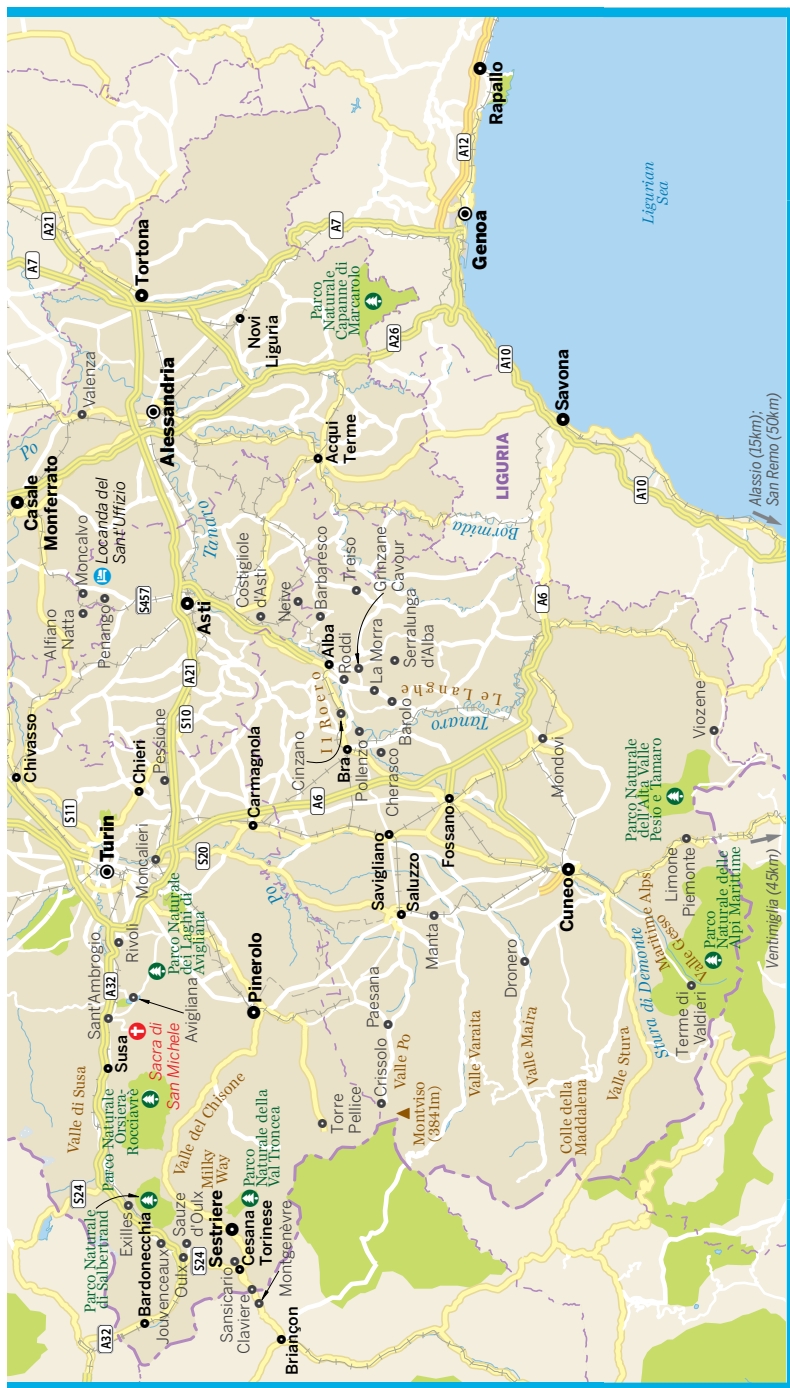 A32
Parco Naturale
di Salbertrand
Bardonecchia
Exilles
Jouvenceaux
Oulx
Sauze
d'Oulx
S24
S24
Sestriere
Sansicario
Claviere
Cesana
Torinese
Montgenèvre
Briançon
Milky
Way
Parco
Naturale della
Val Troncea
Valle del Chisone
Valle di Susa
Parco Naturale
Orsiera-
Rocciavrè
Susa
Sacra di
San Michele
Sant'Ambrogio
A32
Avigliana
Rivoli
Parco Naturale
dei Laghi di
Avigliana
Turin
Moncalieri
S11
Chivasso
Chieri
Pessione
S10
A21
S20
Carmagnola
Pinerolo
Po
Alfiano
Natta
Moncalvo
Penango
Locanda del
Sant'Uffizio
S457
Asti
Casale
Monferrato
Po
Valenza
Tanaro
Alessandria
A7
A21
Tortona
Novi
Liguria
A7
Parco
Naturale
Capanne di
Marcarolo
A26
Acqui
Terme
Costigliole
d'Asti
Neive
Barbaresco
Treiso
Grinzane
Cavour
Alba
Roddi
La Morra
Serralunga
d'Alba
Il Roero
Le Langhe
Cinzano
A6
Bra
Pollenzo
Cherasco
Barolo
Tanaro
Bormida
LIGURIA
Torre
Pellice
Crissolo
Paesana
Valle Po
Montviso
(3841m)
Savigliano
Saluzzo
Manta
Fossano
Valle Varaita
Valle Maira
Dronero
Colle della
Maddalena
Valle Stura
Cuneo
Mondovì
A6
Stura di Demonte
Maritime Alps
Valle Gesso
Terme di
Valdieri
Parco
Naturale delle
Alpi Marittime
Limone
Piemonte
Parco Naturale
dell'Alta Valle
Pesio e Tamaro
Viozene
Ventimiglia (45km)
A12
Rapallo
Genoa
A10
Savona
A10
Ligurian
Sea
Alassio (15km);
San Remo (50km)